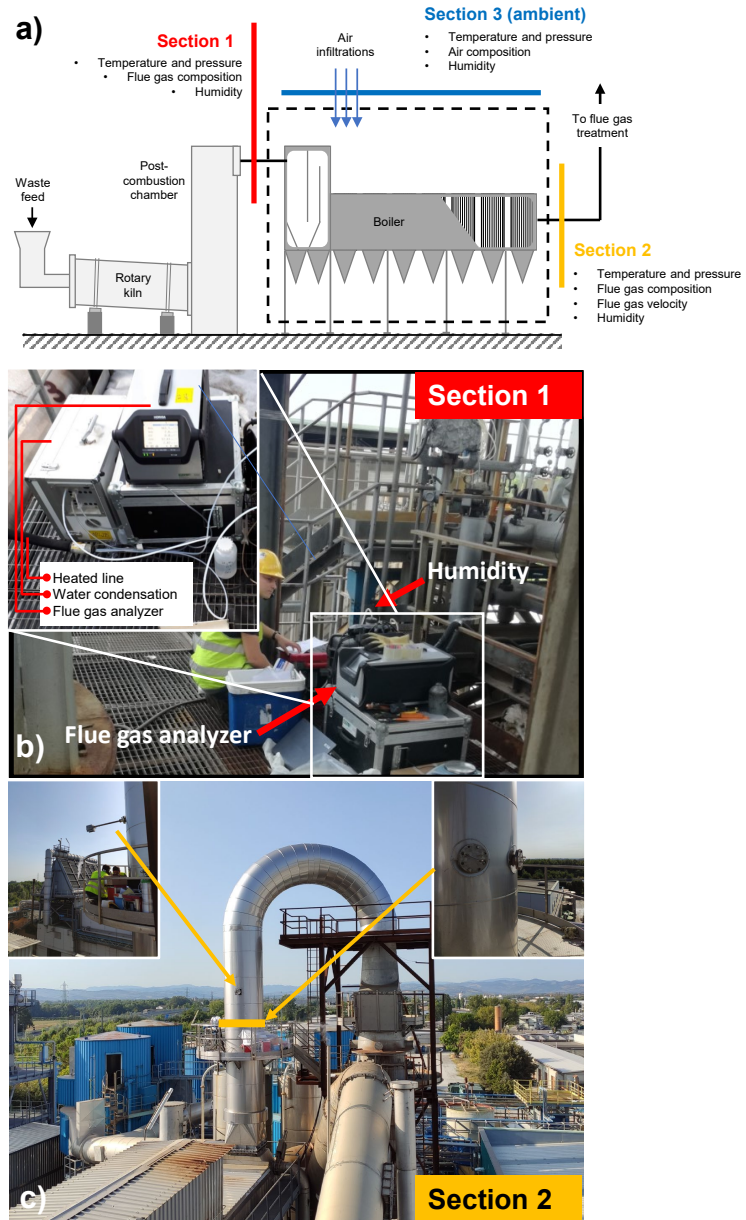 a)
Section 1
• Temperature and pressure
• Flue gas composition
• Humidity
Air
infiltrations
Section 3 (ambient)
• Temperature and pressure
• Air composition
• Humidity
To flue gas
treatment
Post-
combustion
chamber
Waste
feed
Boiler
Rotary
kiln
Section 2
• Temperature and pressure
• Flue gas composition
• Flue gas velocity
• Humidity
Section 1
Heated line
Water condensation
Flue gas analyzer
Humidity
Flue gas analyzer
b)
c)
Section 2